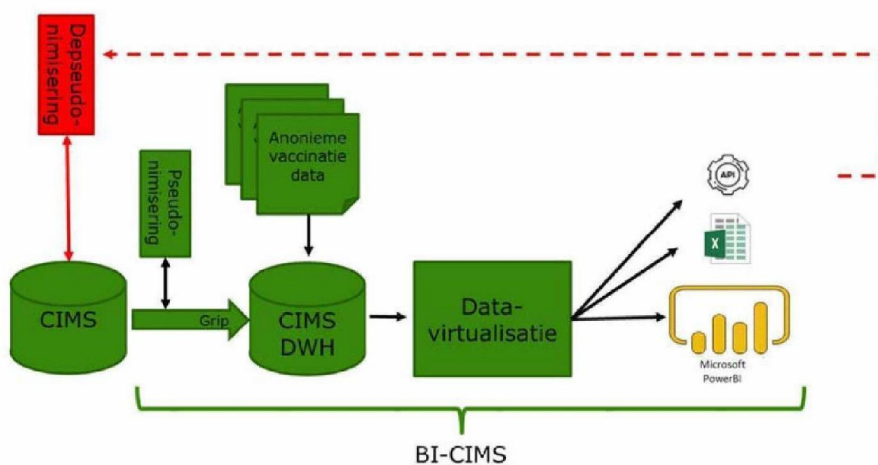 Depseudo-
nimisering
Pseudo-
nimisering
Anonieme
vaccinatie
data
API
X
CIMS
Grip
CIMS
DWH
Data-
virtualisatie
Microsoft
PowerBI
BI-CIMS